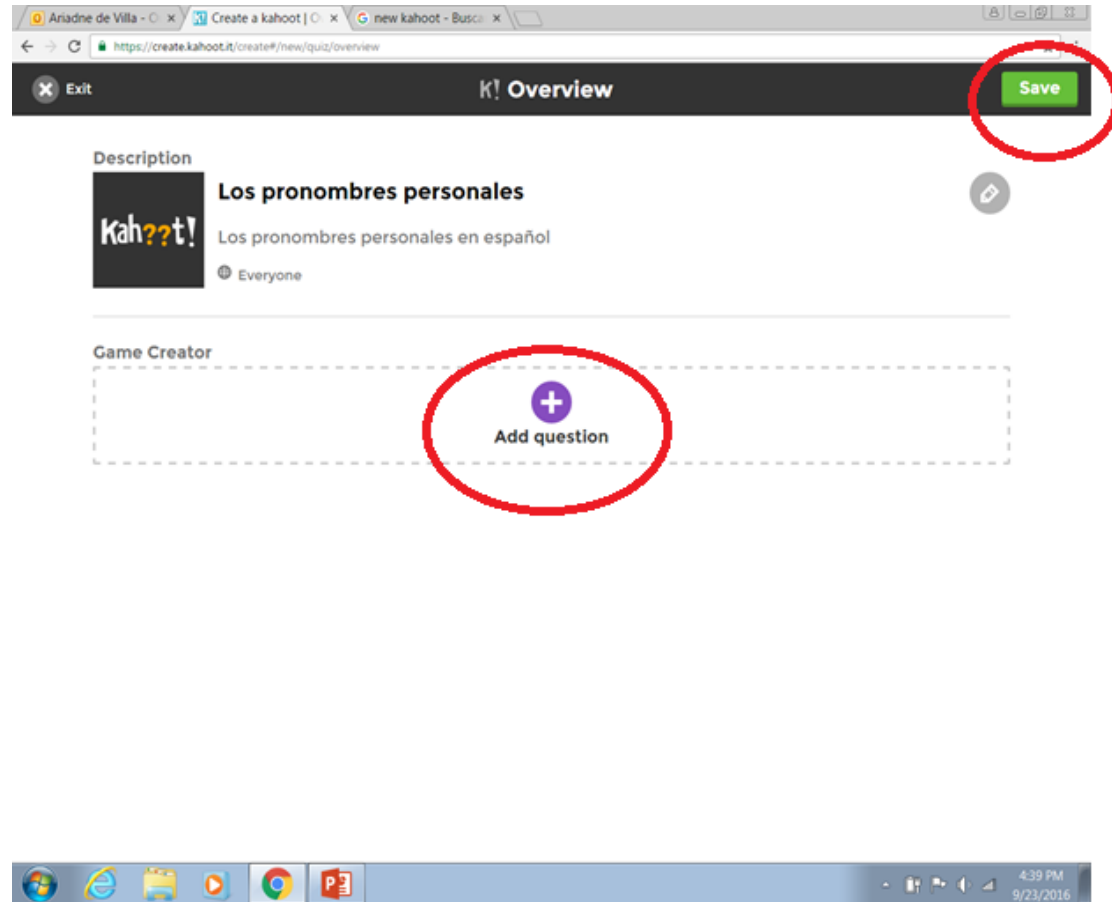 Ariadne de Villa - O
Create a kahoot | O
G new kahoot - Busca
https://create.kahoot.it/create#/new/quiz/overview
Exit
K! Overview
Save
Description
Kah??t!
Los pronombres personales
Los pronombres personales en español
Everyone
Game Creator
Add question
4:39 PM
9/23/2016